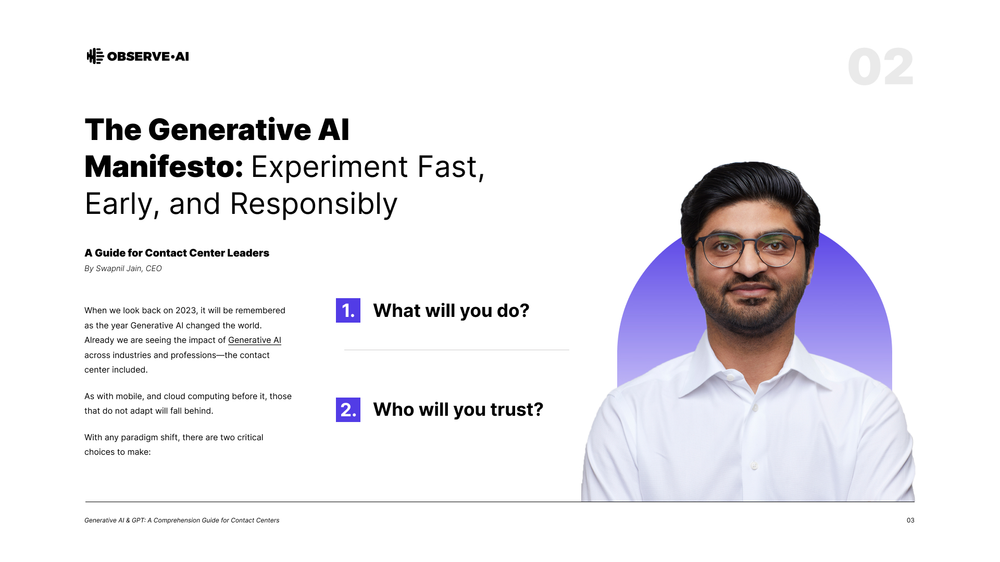 OBSERVE•AI
02
The Generative AI
Manifesto: Experiment Fast,
Early, and Responsibly
A Guide for Contact Center Leaders
By Swapnil Jain, CEO
When we look back on 2023, it will be remembered
as the year Generative AI changed the world.
Already we are seeing the impact of Generative AI
across industries and professions—the contact
center included.
As with mobile, and cloud computing before it, those
that do not adapt will fall behind.
With any paradigm shift, there are two critical
choices to make:
1. What will you do?
2. Who will you trust?
Generative AI & GPT: A Comprehension Guide for Contact Centers
03